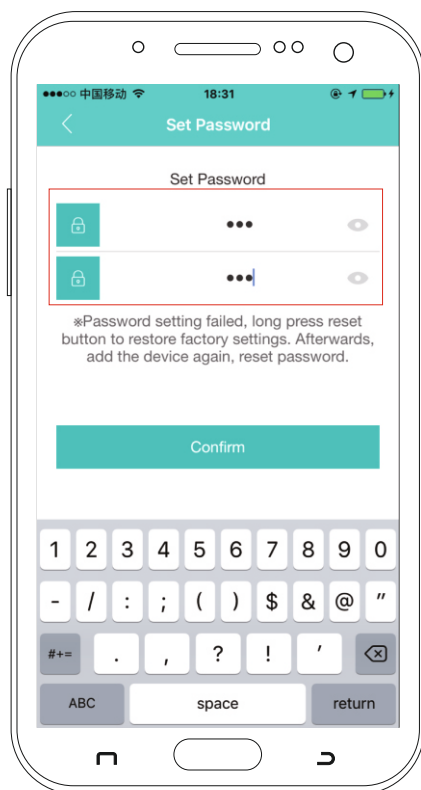 中国移动 18:31
Set Password
Set Password
•••
•••
※Password setting failed, long press reset
button to restore factory settings. Afterwards,
add the device again, reset password.
Confirm
1 2 3 4 5 6 7 8 9 0
- / : ; ( ) $ & @ "
#+= . , ? ! '
ABC space return